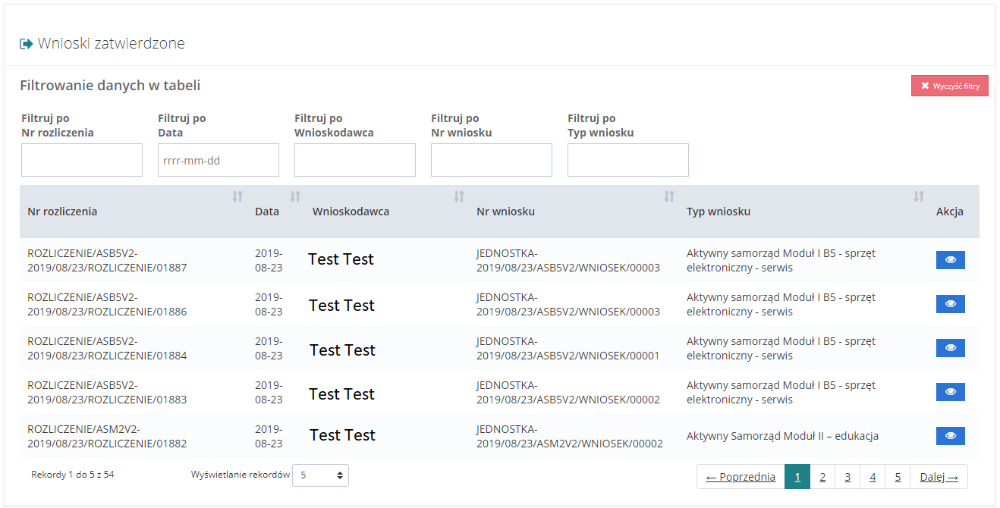 Wnioski zatwierdzone
Filtrowanie danych w tabeli
Wyczyść filtry
Filtruj po
Nr rozliczenia
Filtruj po
Data
Filtruj po
Wnioskodawca
Filtruj po
Nr wniosku
Filtruj po
Typ wniosku
rrrr-mm-dd
Nr rozliczenia Data Wnioskodawca Nr wniosku Typ wniosku Akcja
ROZLICZENIE/ASB5V2-
2019/08/23/ROZLICZENIE/01887
2019-
08-23
Test Test
JEDNOSTKA-
2019/08/23/ASB5V2/WNIOSEK/00003
Aktywny samorząd Moduł I B5 - sprzęt
elektroniczny - serwis
ROZLICZENIE/ASB5V2-
2019/08/23/ROZLICZENIE/01886
2019-
08-23
Test Test
JEDNOSTKA-
2019/08/23/ASB5V2/WNIOSEK/00003
Aktywny samorząd Moduł I B5 - sprzęt
elektroniczny - serwis
ROZLICZENIE/ASB5V2-
2019/08/23/ROZLICZENIE/01884
2019-
08-23
Test Test
JEDNOSTKA-
2019/08/23/ASB5V2/WNIOSEK/00001
Aktywny samorząd Moduł I B5 - sprzęt
elektroniczny - serwis
ROZLICZENIE/ASB5V2-
2019/08/23/ROZLICZENIE/01883
2019-
08-23
Test Test
JEDNOSTKA-
2019/08/23/ASB5V2/WNIOSEK/00002
Aktywny samorząd Moduł I B5 - sprzęt
elektroniczny - serwis
ROZLICZENIE/ASM2V2-
2019/08/23/ROZLICZENIE/01882
2019-
08-23
Test Test
JEDNOSTKA-
2019/08/23/ASM2V2/WNIOSEK/00002
Aktywny Samorząd Moduł II – edukacja
Rekordy 1 do 5 z 54 Wyświetlanie rekordów 5 ← Poprzednia 1 2 3 4 5 Dalej →